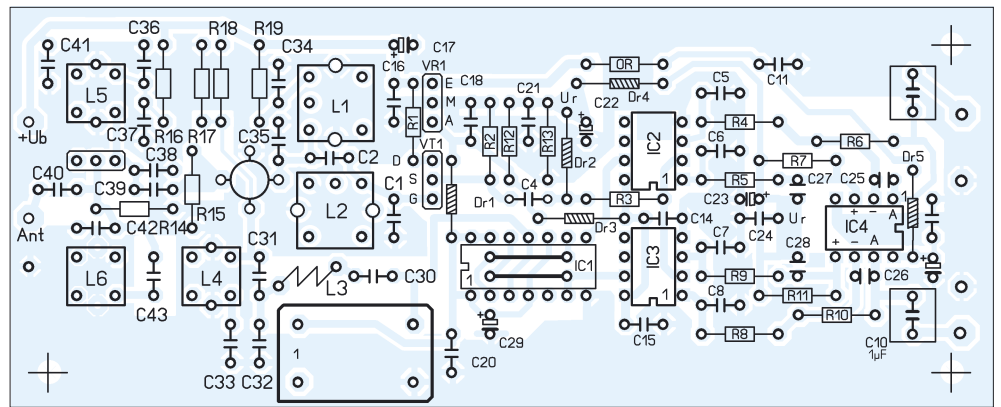 C41
C36
R18
R19
C34
C17
VR1
C16
E
M
A
C18
C21
Ur
C22
0R
Dr4
C5
C11
L5
L1
R1
R2
R12
R13
Dr2
R4
IC2
+Ub
C37
R16
R17
C35
VT1
C6
R6
R7
C40
C38
C39
C2
D
S
G
1
R5
C27
C25
Dr5
1
R15
L2
C1
Dr1
C4
R3
C23
Ant
C42
R14
Dr3
C14
Ur
C24
+ - A
IC4
+ - A
L6
L4
C31
IC3
C7
C28
C43
L3
C30
1
IC1
R9
C26
1
C8
R11
R10
C33
C32
1
C20
C29
C15
R8
C10
1µF